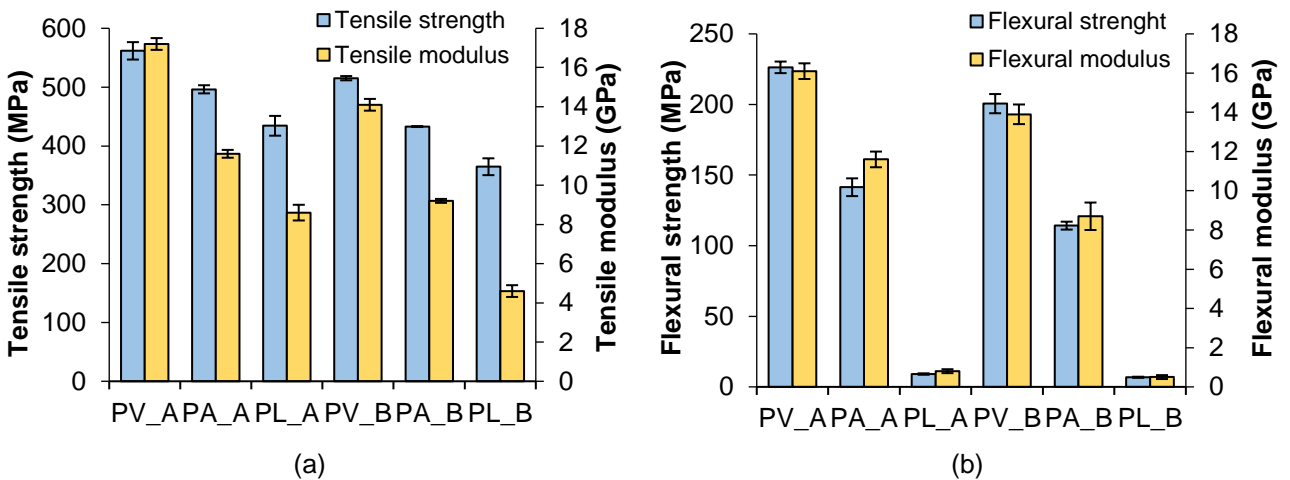 Tensile strength (MPa)
600
500
400
300
200
100
0
Tensile strength
Tensile modulus
18
16
14
12
10
8
6
4
2
0
Tensile modulus (GPa)
PV_A PA_A PL_A PV_B PA_B PL_B
(a)
Flexural strength (MPa)
250
200
150
100
50
0
Flexural strenght
Flexural modulus
18
16
14
12
10
8
6
4
2
0
Flexural modulus (GPa)
PV_A PA_A PL_A PV_B PA_B PL_B
(b)